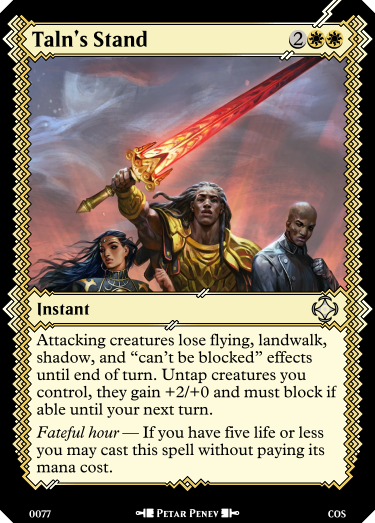 Taln's Stand 2
Instant
Attacking creatures lose flying, landwalk,
shadow, and “can't be blocked” effects
until end of turn. Untap creatures you
control, they gain +2/+0 and must block if
able until your next turn.
Fateful hour — If you have five life or less
you may cast this spell without paying its
mana cost.
0077 Petar Penev COS